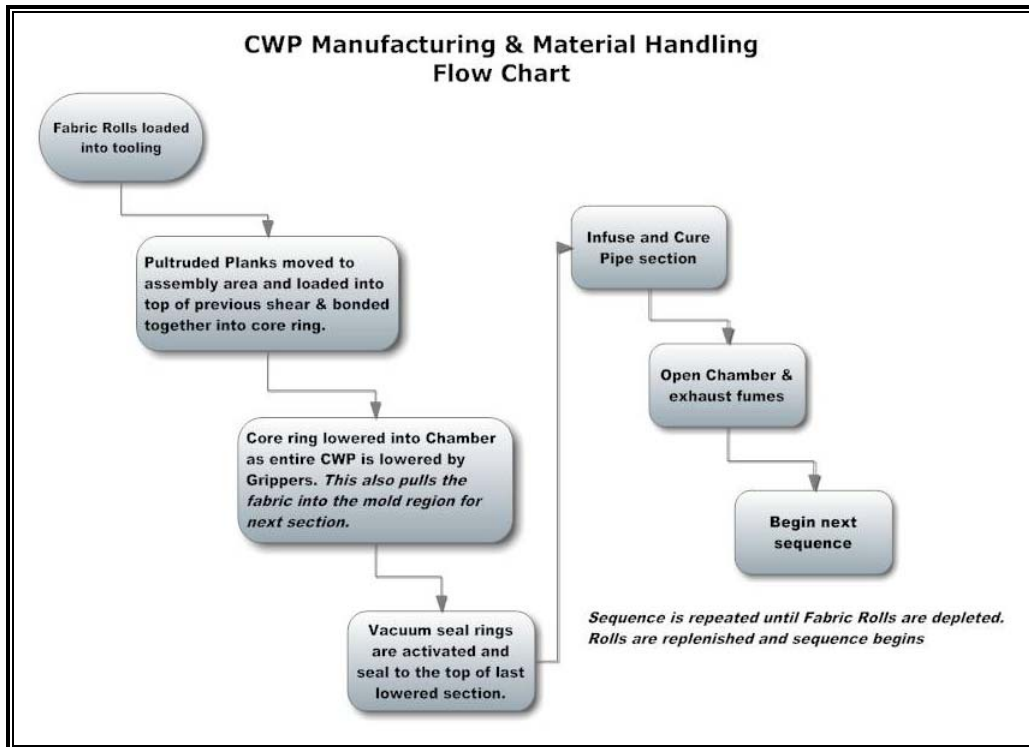 CWP Manufacturing & Material Handling
Flow Chart
Fabric Rolls loaded
into tooling
Pultruded Planks moved to
assembly area and loaded into
top of previous shear & bonded
together into core ring.
Core ring lowered into Chamber
as entire CWP is lowered by
Grippers. This also pulls the
fabric into the mold region for
next section.
Vacuum seal rings
are activated and
seal to the top of last
lowered section.
Infuse and Cure
Pipe section
Open Chamber &
exhaust fumes
Begin next
sequence
Sequence is repeated until Fabric Rolls are depleted.
Rolls are replenished and sequence begins